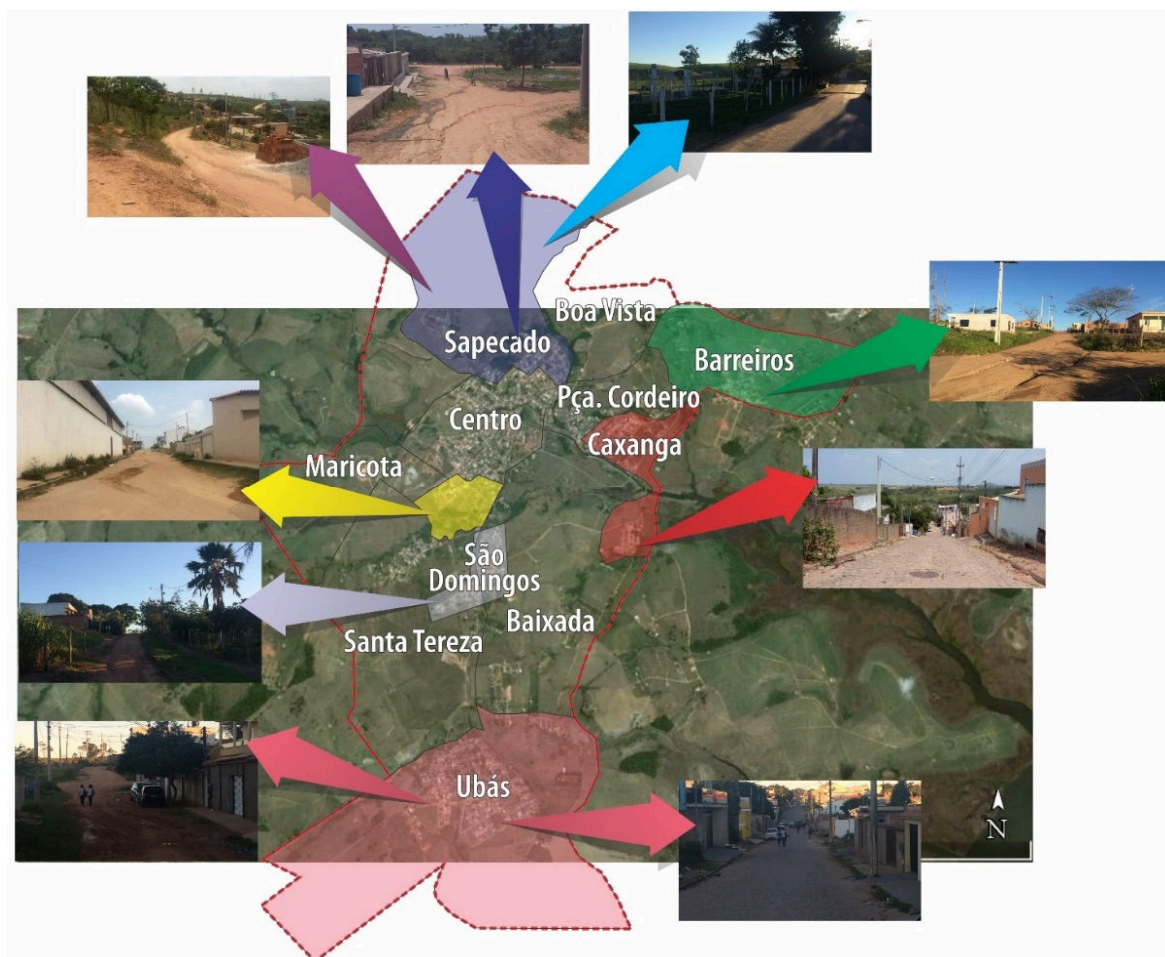 Boa Vista
Sapecado
Barreiros
Pça. Cordeiro
Centro
Caxanga
Maricota
São
Domingos
Baixada
Santa Tereza
Ubás
N